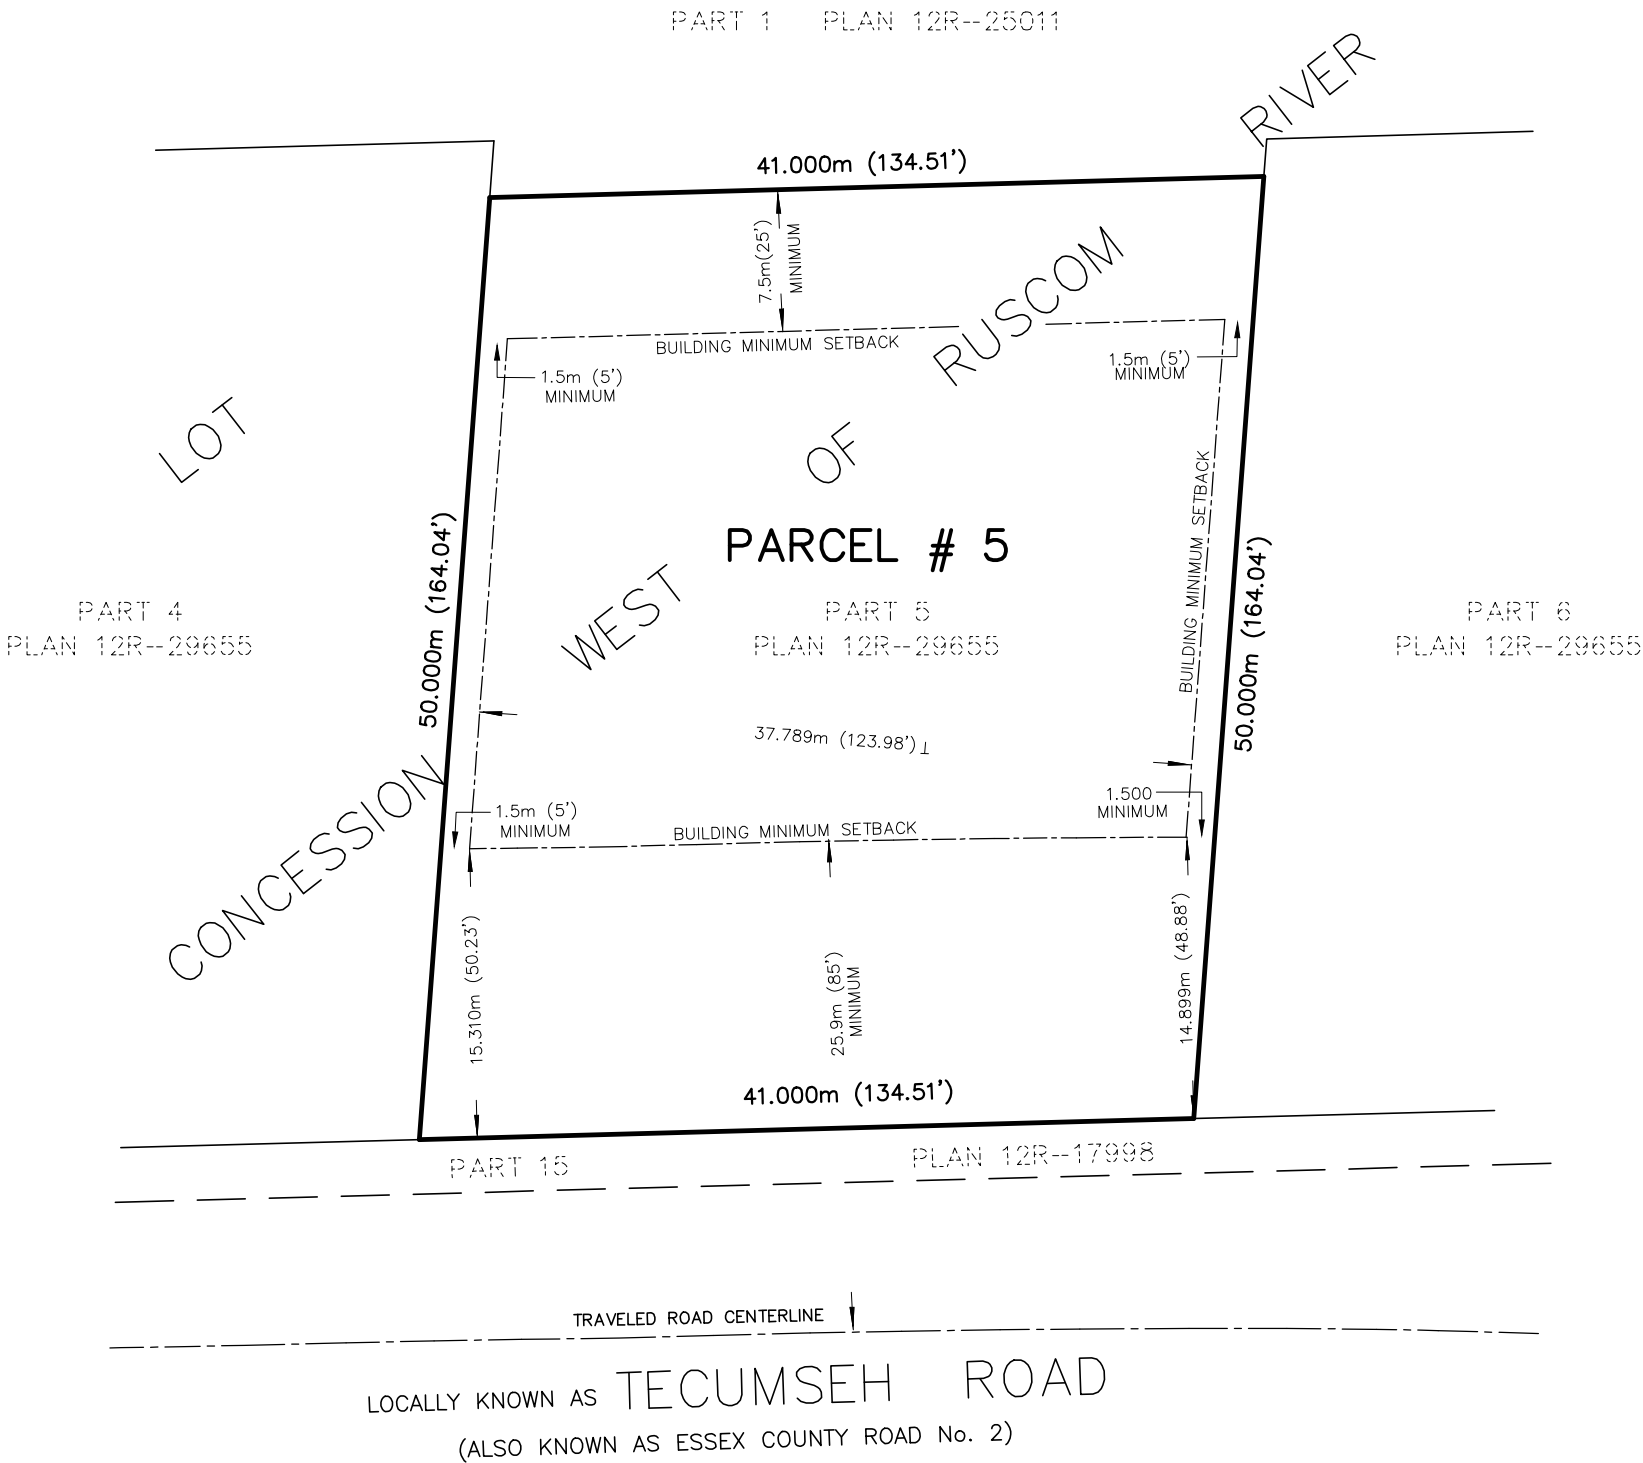 PART 1 PLAN 12R--25011
RIVER
41.000m (134.51')
7.5m(25')
MINIMUM
RUSCOM
BUILDING MINIMUM SETBACK
1.5m (5')
MINIMUM
1.5m (5')
MINIMUM
LOT
OF
BUILDING MINIMUM SETBACK
PARCEL # 5
50.000m (164.04')
50.000m (164.04')
WEST
PART 4
PLAN 12R--29655
PART 5
PLAN 12R--29655
PART 6
PLAN 12R--29655
37.789m (123.98')⊥
CONCESSION
1.5m (5')
MINIMUM
1.500
MINIMUM
BUILDING MINIMUM SETBACK
15.310m (50.23')
25.9m (85')
MINIMUM
14.899m (48.88')
41.000m (134.51')
PART 15 PLAN 12R--17998
TRAVELED ROAD CENTERLINE
LOCALLY KNOWN AS TECUMSEH ROAD
(ALSO KNOWN AS ESSEX COUNTY ROAD No. 2)